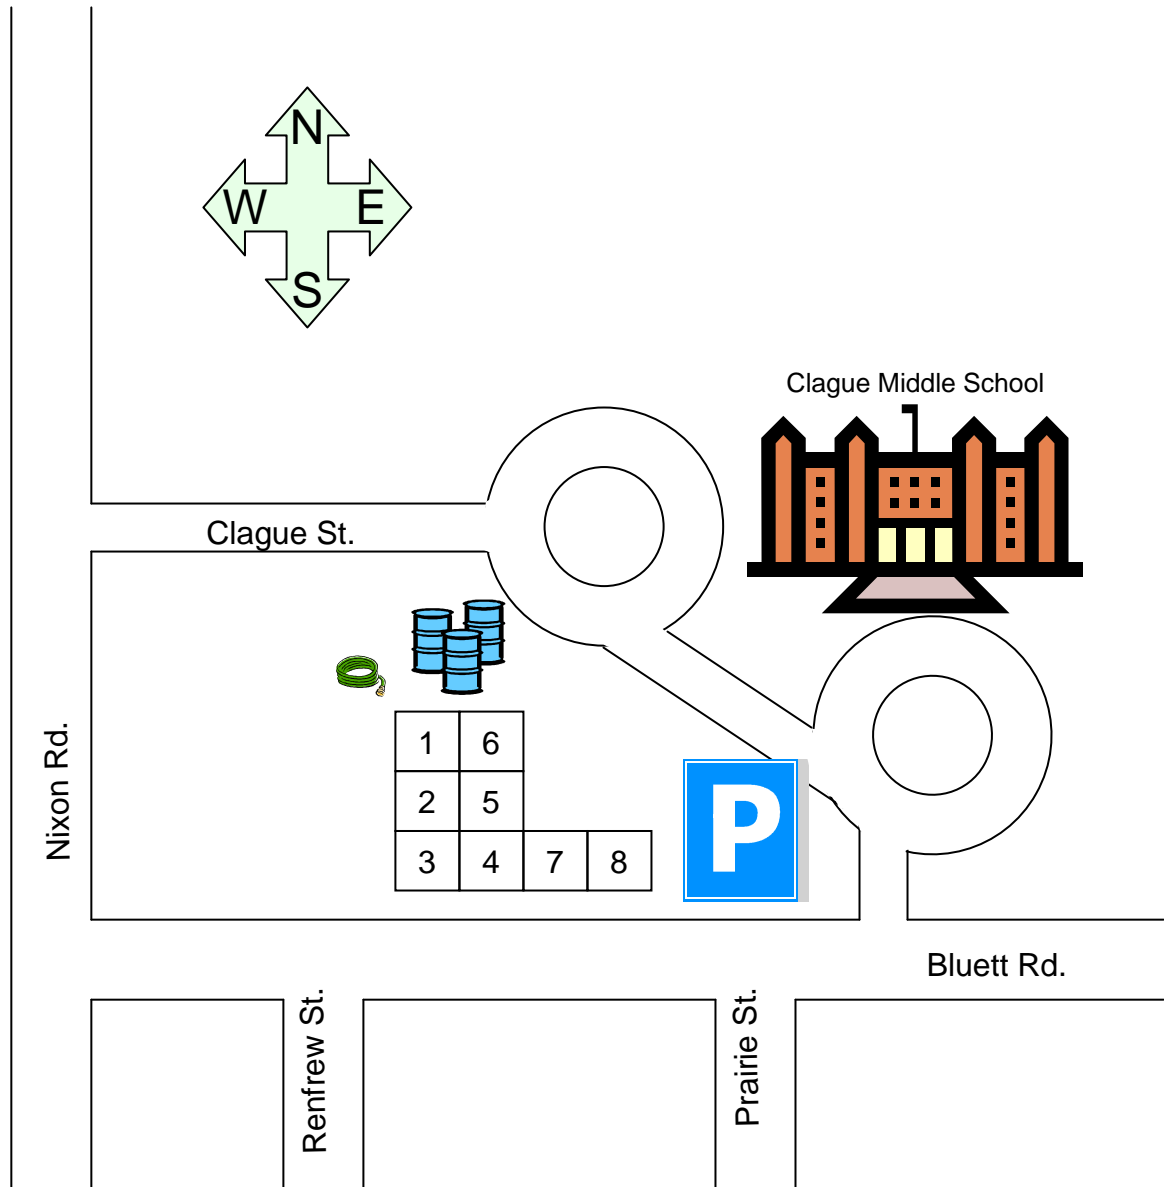 N
W E
S
Clague Middle School
Clague St.
Nixon Rd.
1 6
2 5
3 4 7 8
P
Bluett Rd.
Renfrew St.
Prairie St.